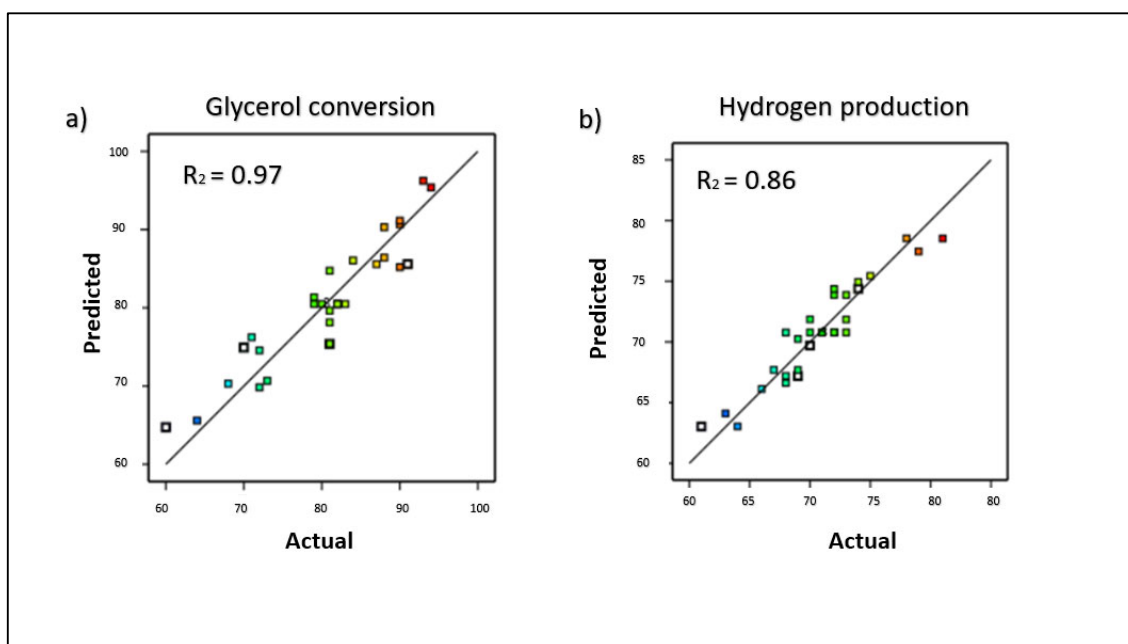 a)
Glycerol conversion
R2 = 0.97
Predicted
100
90
80
70
60
60 70 80 90 100
Actual
b)
Hydrogen production
R2 = 0.86
Predicted
85
80
75
70
65
60
60 65 70 75 80 80
Actual